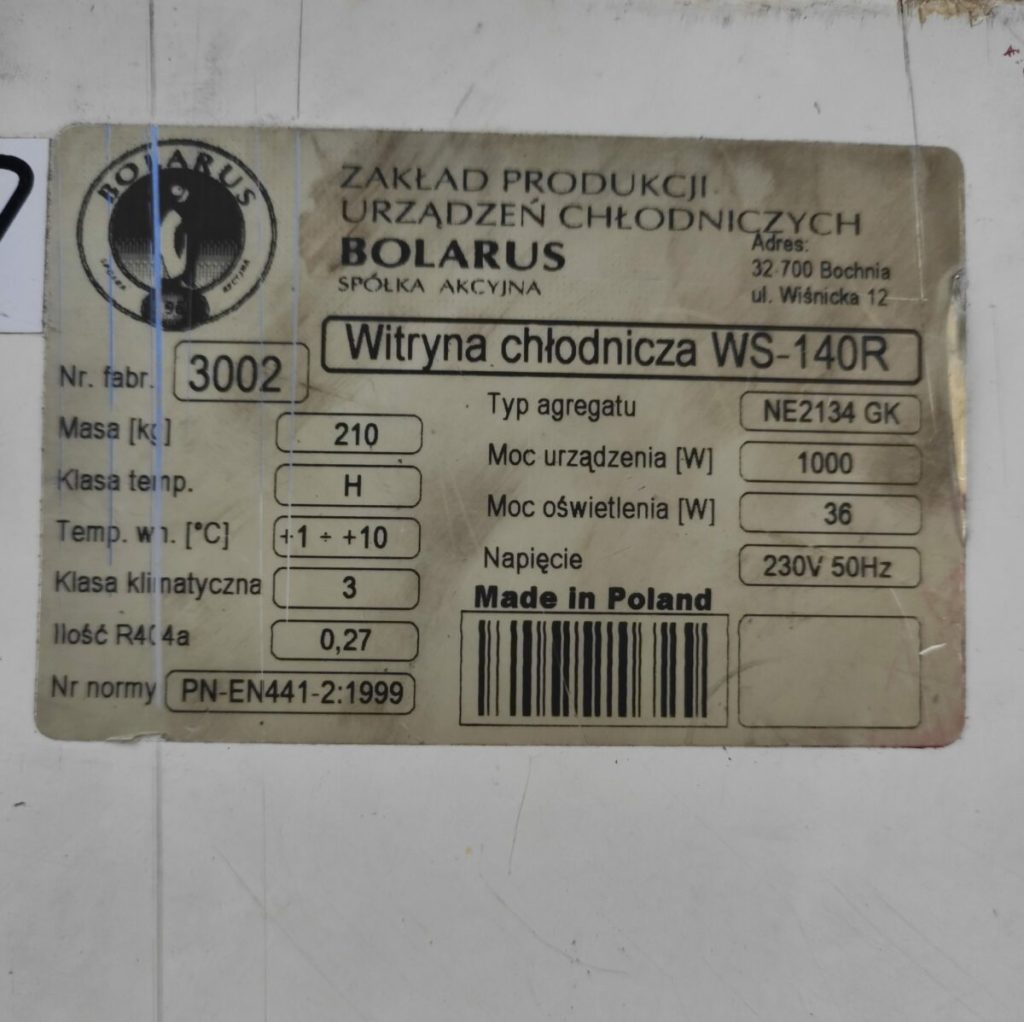 BOLARUS
SPÓŁKA AKCYJNA
ZAKŁAD PRODUKCJI
URZĄDZEŃ CHŁODNICZYCH
BOLARUS
SPÓŁKA AKCYJNA
Adres:
32-700 Bochnia
ul. Wiśnicka 12
Witryna chłodnicza WS-140R
Nr. fabr. 3002
Masa [kg] 210
Klasa temp. H
Temp. wn. [°C] +1 ÷ +10
Klasa klimatyczna 3
Ilość R404a 0,27
Nr normy PN-EN441-2:1999
Typ agregatu NE2134 GK
Moc urządzenia [W] 1000
Moc oświetlenia [W] 36
Napięcie 230V 50Hz
Made in Poland